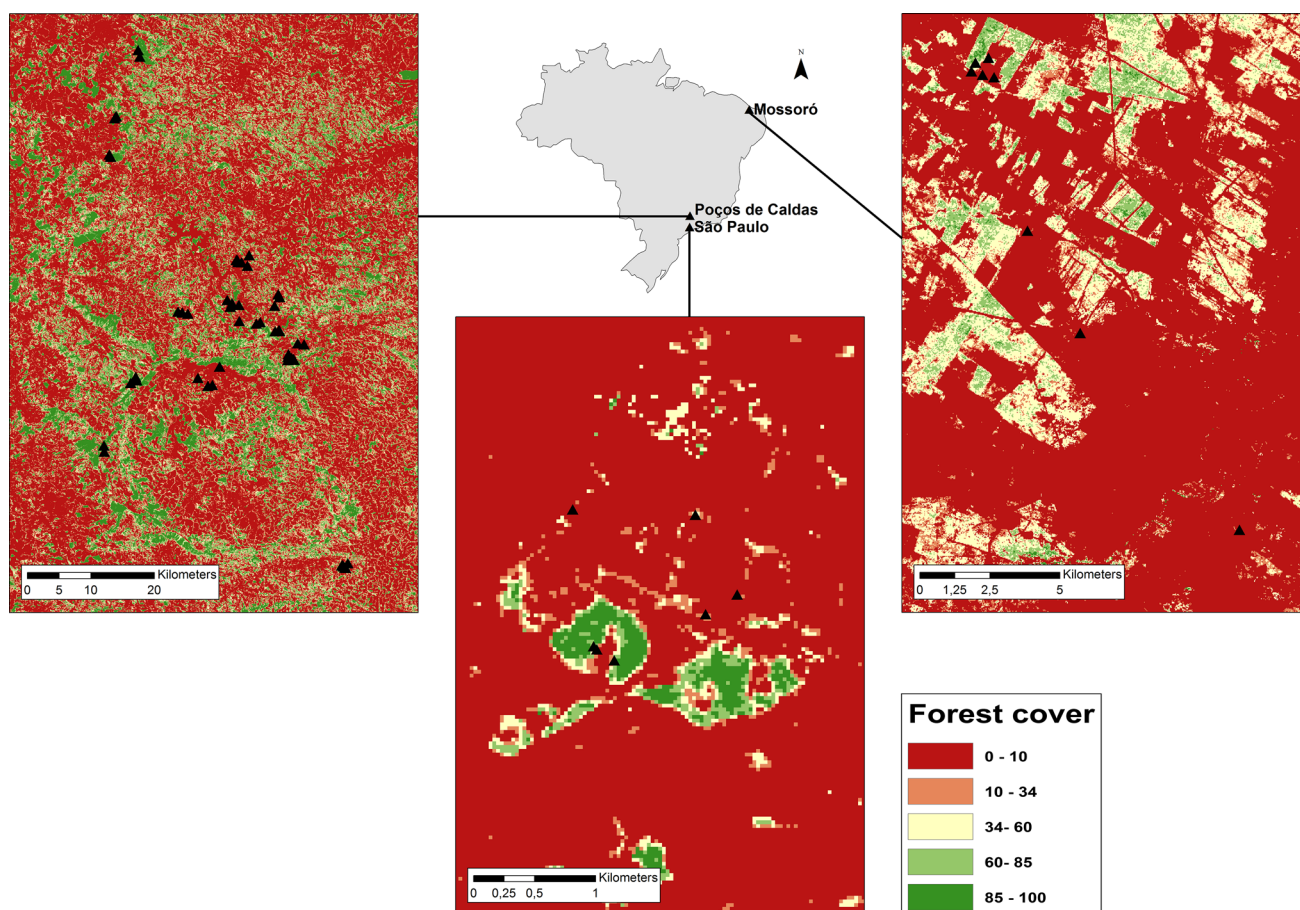 N
Mossoró
Poços de Caldas
São Paulo
Kilometers
0 5 10 20
Kilometers
0 1,25 2,5 5
Kilometers
0 0,25 0,5 1
Forest cover
0 - 10
10 - 34
34- 60
60- 85
85 - 100